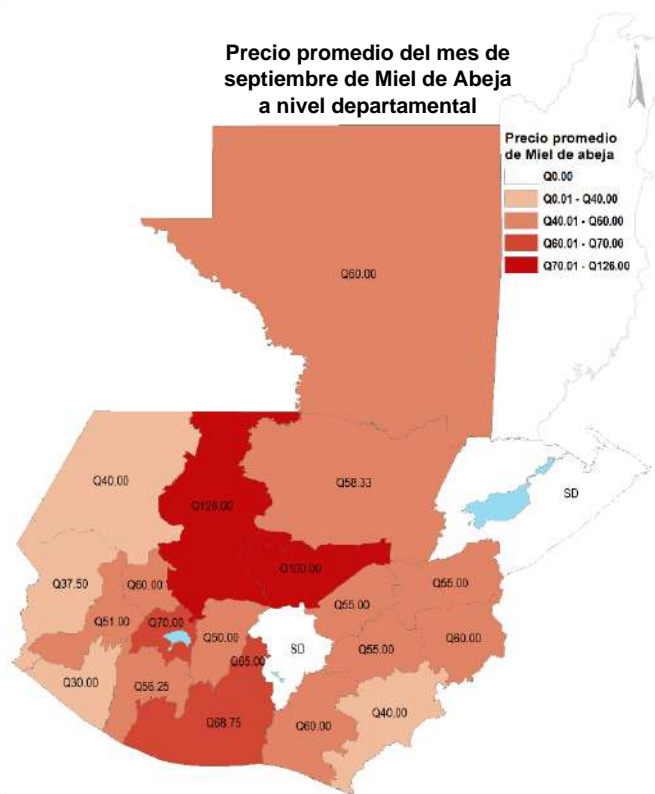 Precio promedio del mes de
septiembre de Miel de Abeja
a nivel departamental
Precio promedio
de Miel de abeja
Q0.00
Q0.01 - Q40.00
Q40.01 - Q60.00
Q60.01 - Q70.00
Q70.01 - Q126.00
Q60.00
Q40.00
Q58.33
Q126.00
SD
Q100.00
Q37.50
Q60.00
Q55.00
Q55.00
Q51.00
Q70.00
Q50.00
Q60.00
Q65.00
SD
Q55.00
Q30.00
Q56.25
Q68.75
Q60.00
Q40.00